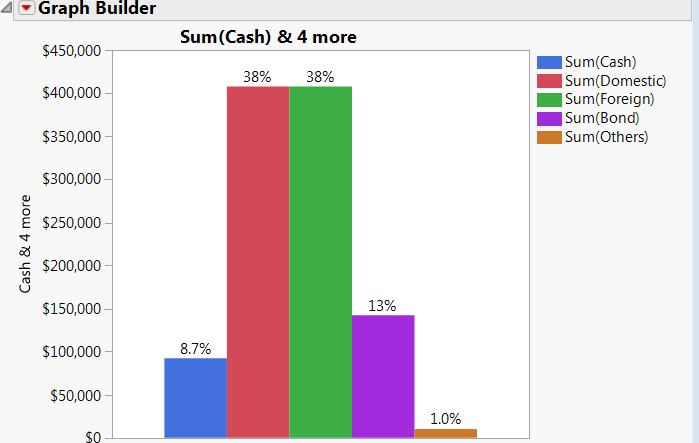 Graph Builder
Sum(Cash) & 4 more
$450,000
$400,000
$350,000
$300,000
$250,000
$200,000
$150,000
$100,000
$50,000
$0
Cash & 4 more
8.7%
38%
38%
13%
1.0%
Sum(Cash)
Sum(Domestic)
Sum(Foreign)
Sum(Bond)
Sum(Others)